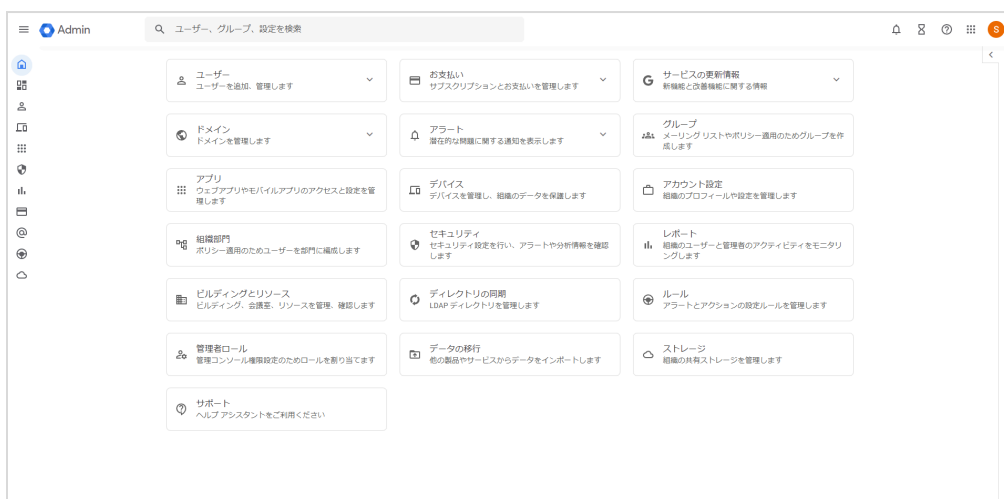 Admin
ユーザー、グループ、設定を検索
S
ユーザー
ユーザーを追加、管理します
お支払い
サブスクリプションとお支払いを管理します
サービスの更新情報
新機能と改善機能に関する情報
ドメイン
ドメインを管理します
アラート
潜在的な問題に関する通知を表示します
グループ
メーリング リストやポリシー適用のためグループを作
成します
アプリ
ウェブアプリやモバイルアプリのアクセスと設定を管
理します
デバイス
デバイスを管理し、組織のデータを保護します
アカウント設定
組織のプロフィールや設定を管理します
組織部門
ポリシー適用のためユーザーを部門に編成します
セキュリティ
セキュリティ設定を行い、アラートや分析情報を確認
します
レポート
組織のユーザーと管理者のアクティビティをモニタリ
ングします
ビルディングとリソース
ビルディング、会議室、リソースを管理、確認します
ディレクトリの同期
LDAP ディレクトリを管理します
ルール
アラートとアクションの設定ルールを管理します
管理者ロール
管理コンソール権限設定のためロールを割り当てます
データの移行
他の製品やサービスからデータをインポートします
ストレージ
組織の共有ストレージを管理します
サポート
ヘルプ アシスタントをご利用ください